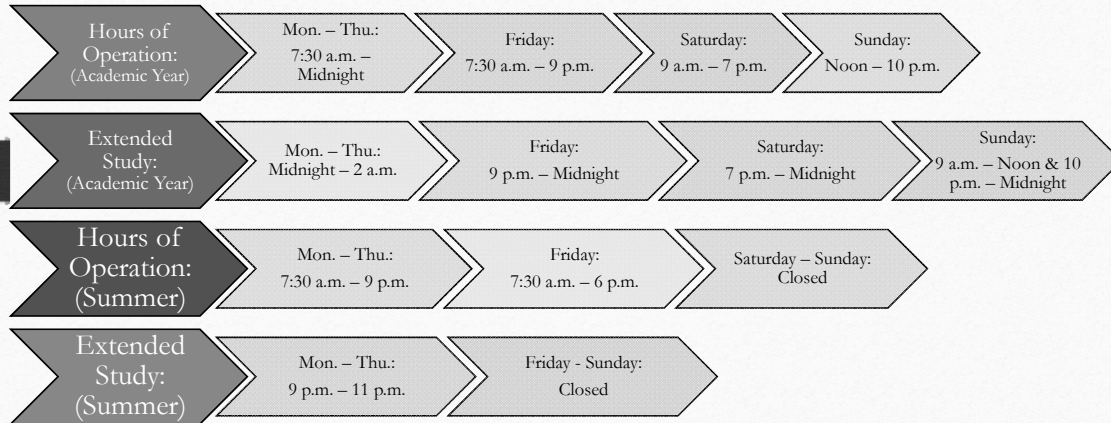 Hours of
Operation:
(Academic Year)
Mon. – Thu.:
7:30 a.m. –
Midnight
Friday:
7:30 a.m. – 9 p.m.
Saturday:
9 a.m. – 7 p.m.
Sunday:
Noon – 10 p.m.
Extended
Study:
(Academic Year)
Mon. – Thu.:
Midnight – 2 a.m.
Friday:
9 p.m. – Midnight
Saturday:
7 p.m. – Midnight
Sunday:
9 a.m. – Noon & 10
p.m. – Midnight
Hours of
Operation:
(Summer)
Mon. – Thu.:
7:30 a.m. – 9 p.m.
Friday:
7:30 a.m. – 6 p.m.
Saturday – Sunday:
Closed
Extended
Study:
(Summer)
Mon. – Thu.:
9 p.m. – 11 p.m.
Friday - Sunday:
Closed